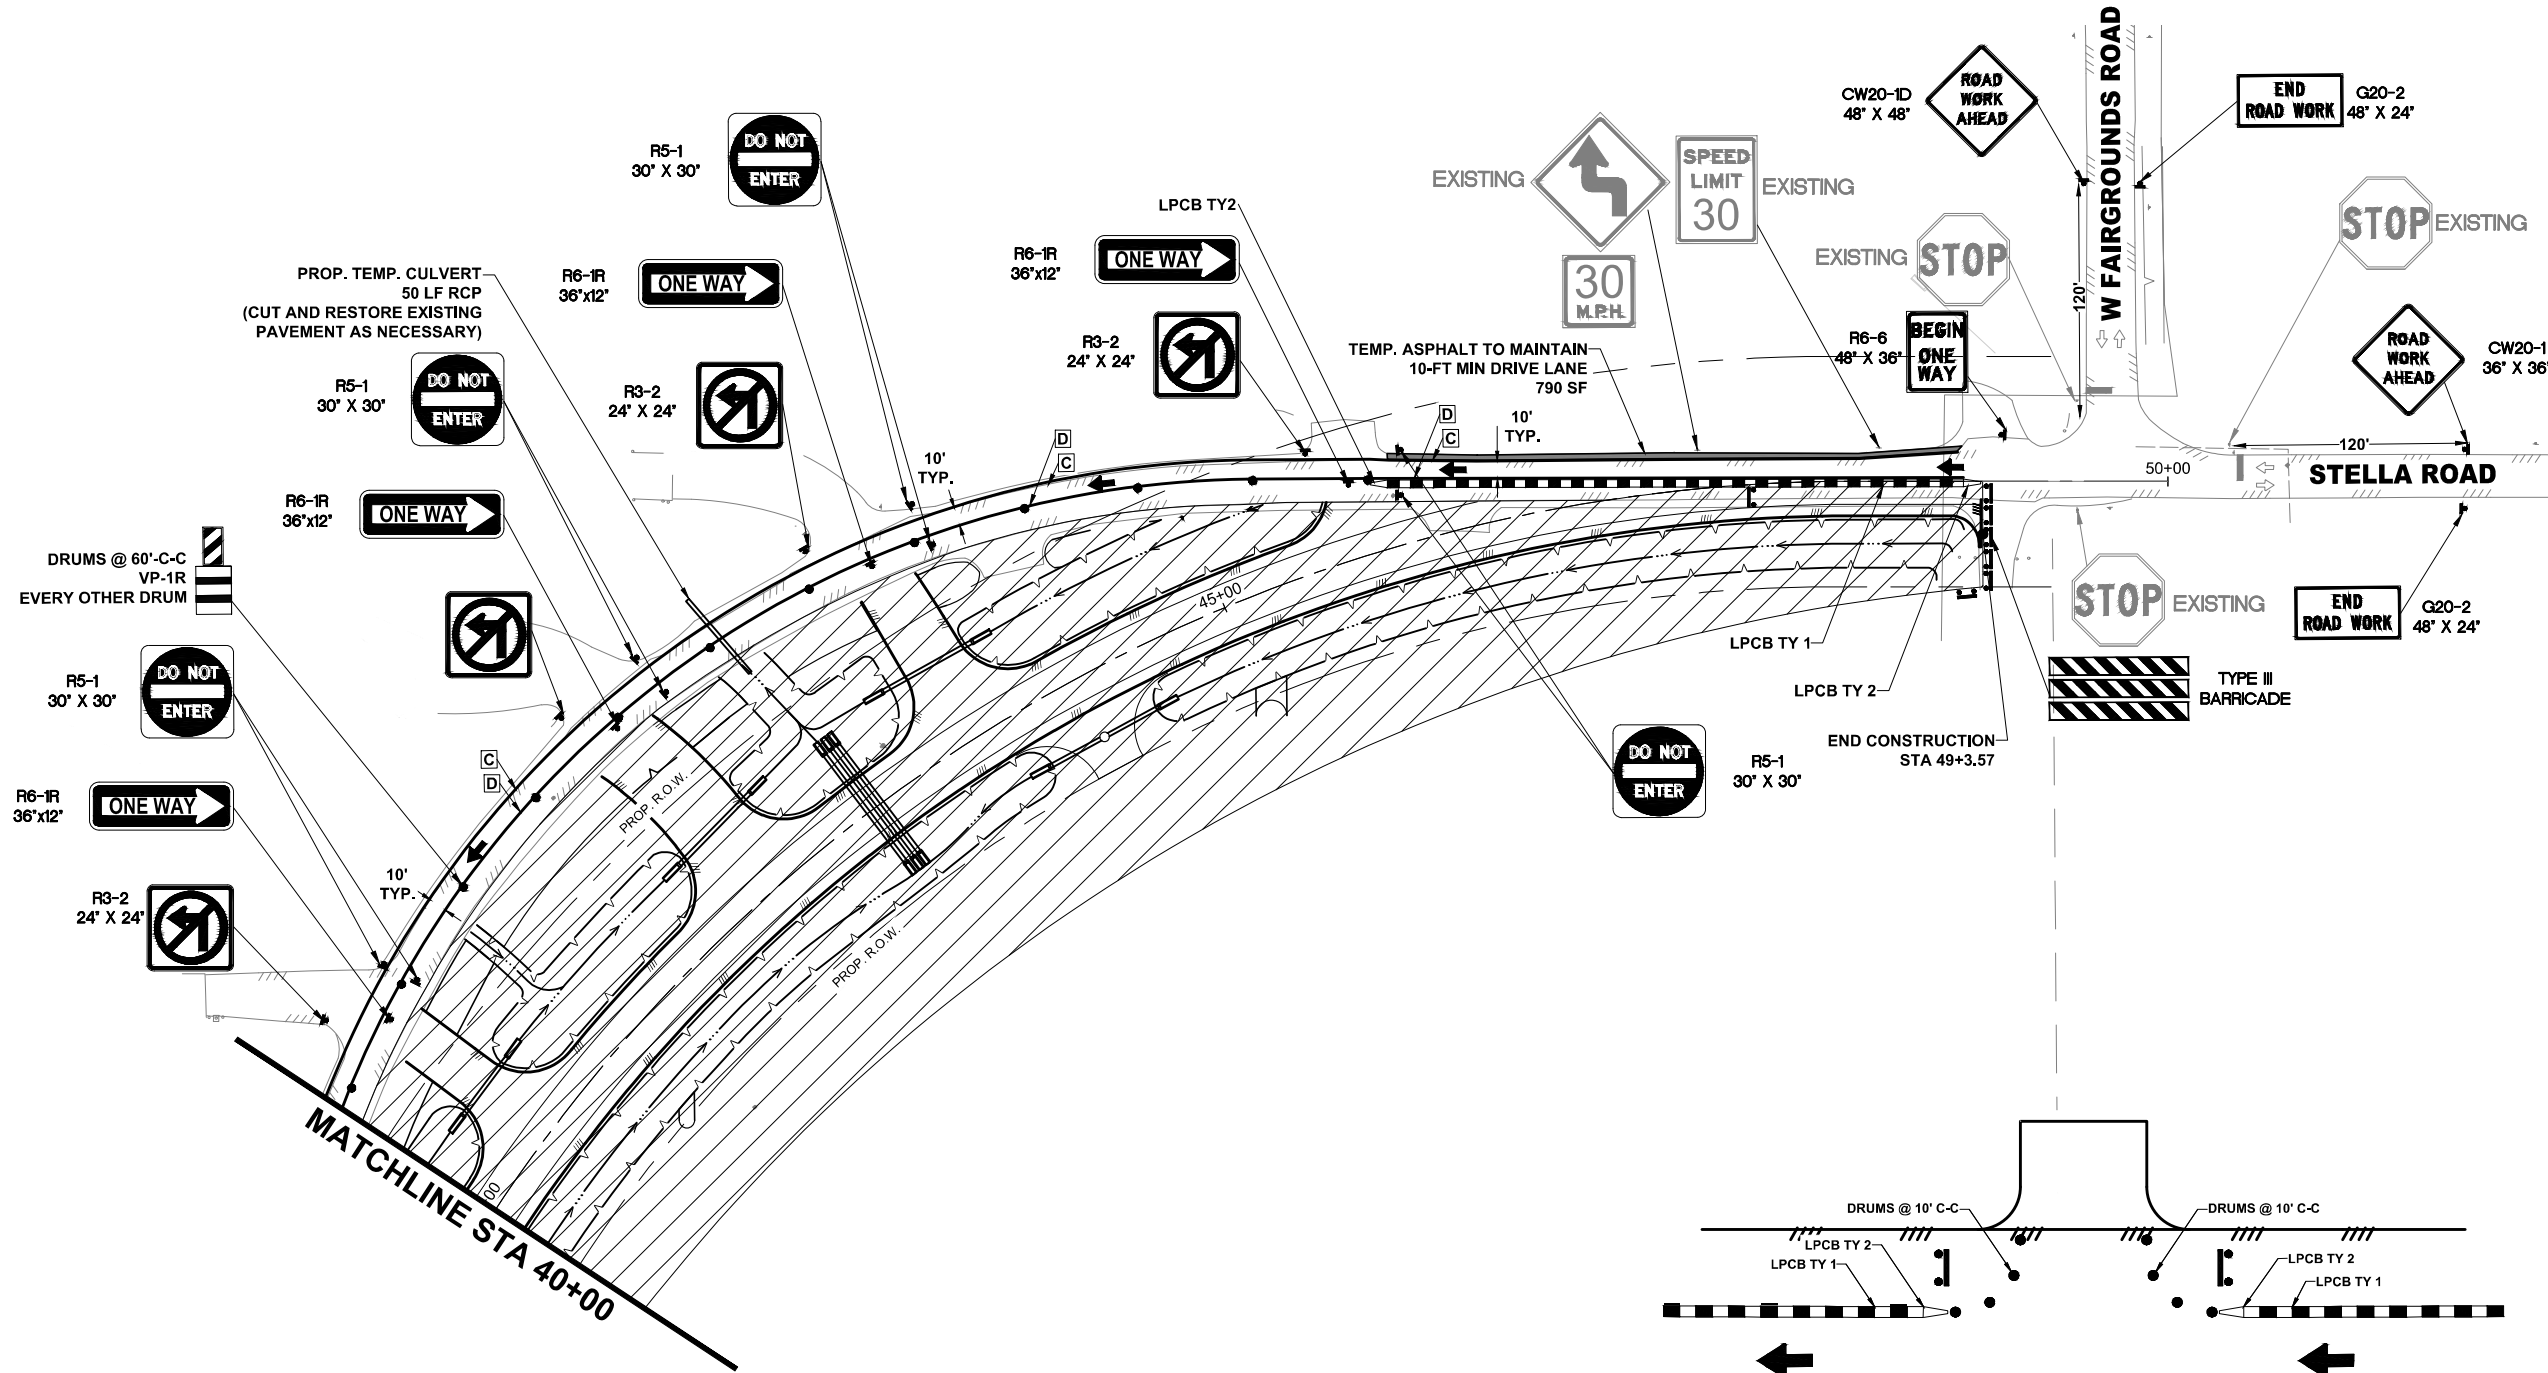 W FAIRGROUNDS ROAD
CW20-1D
48" X 48"
ROAD
WORK
AHEAD
END
ROAD WORK
G20-2
48" X 24"
R5-1
30" X 30"
DO NOT
ENTER
EXISTING
SPEED
LIMIT
30
EXISTING
30
M.P.H.
EXISTING
STOP
STOP
EXISTING
LPCB TY2
R6-1R
36"x12"
ONE WAY
PROP. TEMP. CULVERT
50 LF RCP
(CUT AND RESTORE EXISTING
PAVEMENT AS NECESSARY)
R6-1R
36"x12"
ONE WAY
R3-2
24" X 24"
TEMP. ASPHALT TO MAINTAIN
10-FT MIN DRIVE LANE
790 SF
R6-6
48" X 36"
BEGIN
ONE
WAY
120'
ROAD
WORK
AHEAD
CW20-1
36" X 36"
R5-1
30" X 30"
DO NOT
ENTER
R3-2
24" X 24"
10'
TYP.
D
C
10'
TYP.
D
C
120'
50+00
STELLA ROAD
R6-1R
36"x12"
ONE WAY
DRUMS @ 60'-C-C
VP-1R
EVERY OTHER DRUM
45+00
STOP
EXISTING
END
ROAD WORK
G20-2
48" X 24"
LPCB TY 1
LPCB TY 2
TYPE III
BARRICADE
R5-1
30" X 30"
DO NOT
ENTER
END CONSTRUCTION
STA 49+3.57
DO NOT
ENTER
R5-1
30" X 30"
C
D
PROP. R.O.W.
R6-1R
36"x12"
ONE WAY
10'
TYP.
R3-2
24" X 24"
PROP. R.O.W.
MATCHLINE STA 40+00
00
DRUMS @ 10' C-C
DRUMS @ 10' C-C
LPCB TY 2
LPCB TY 1
LPCB TY 2
LPCB TY 1